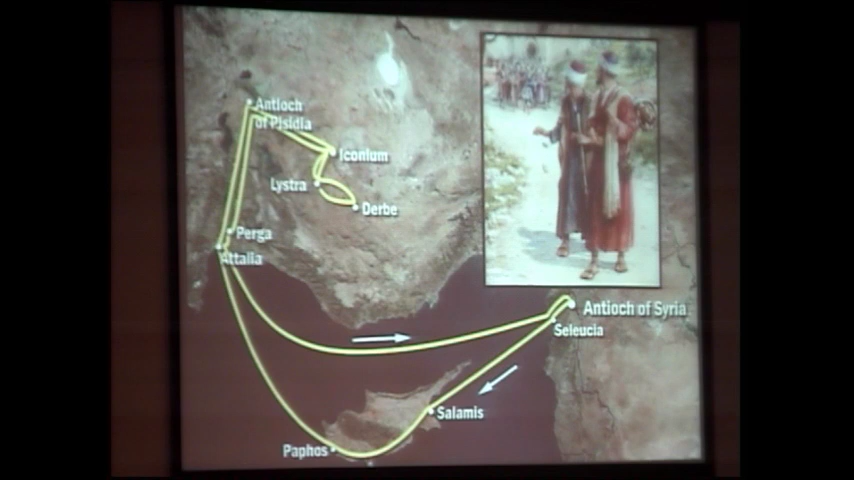 Antioch
of Pisidia
Iconium
Lystra
Derbe
Perga
Attalia
Antioch of Syria
Seleucia
Salamis
Paphos